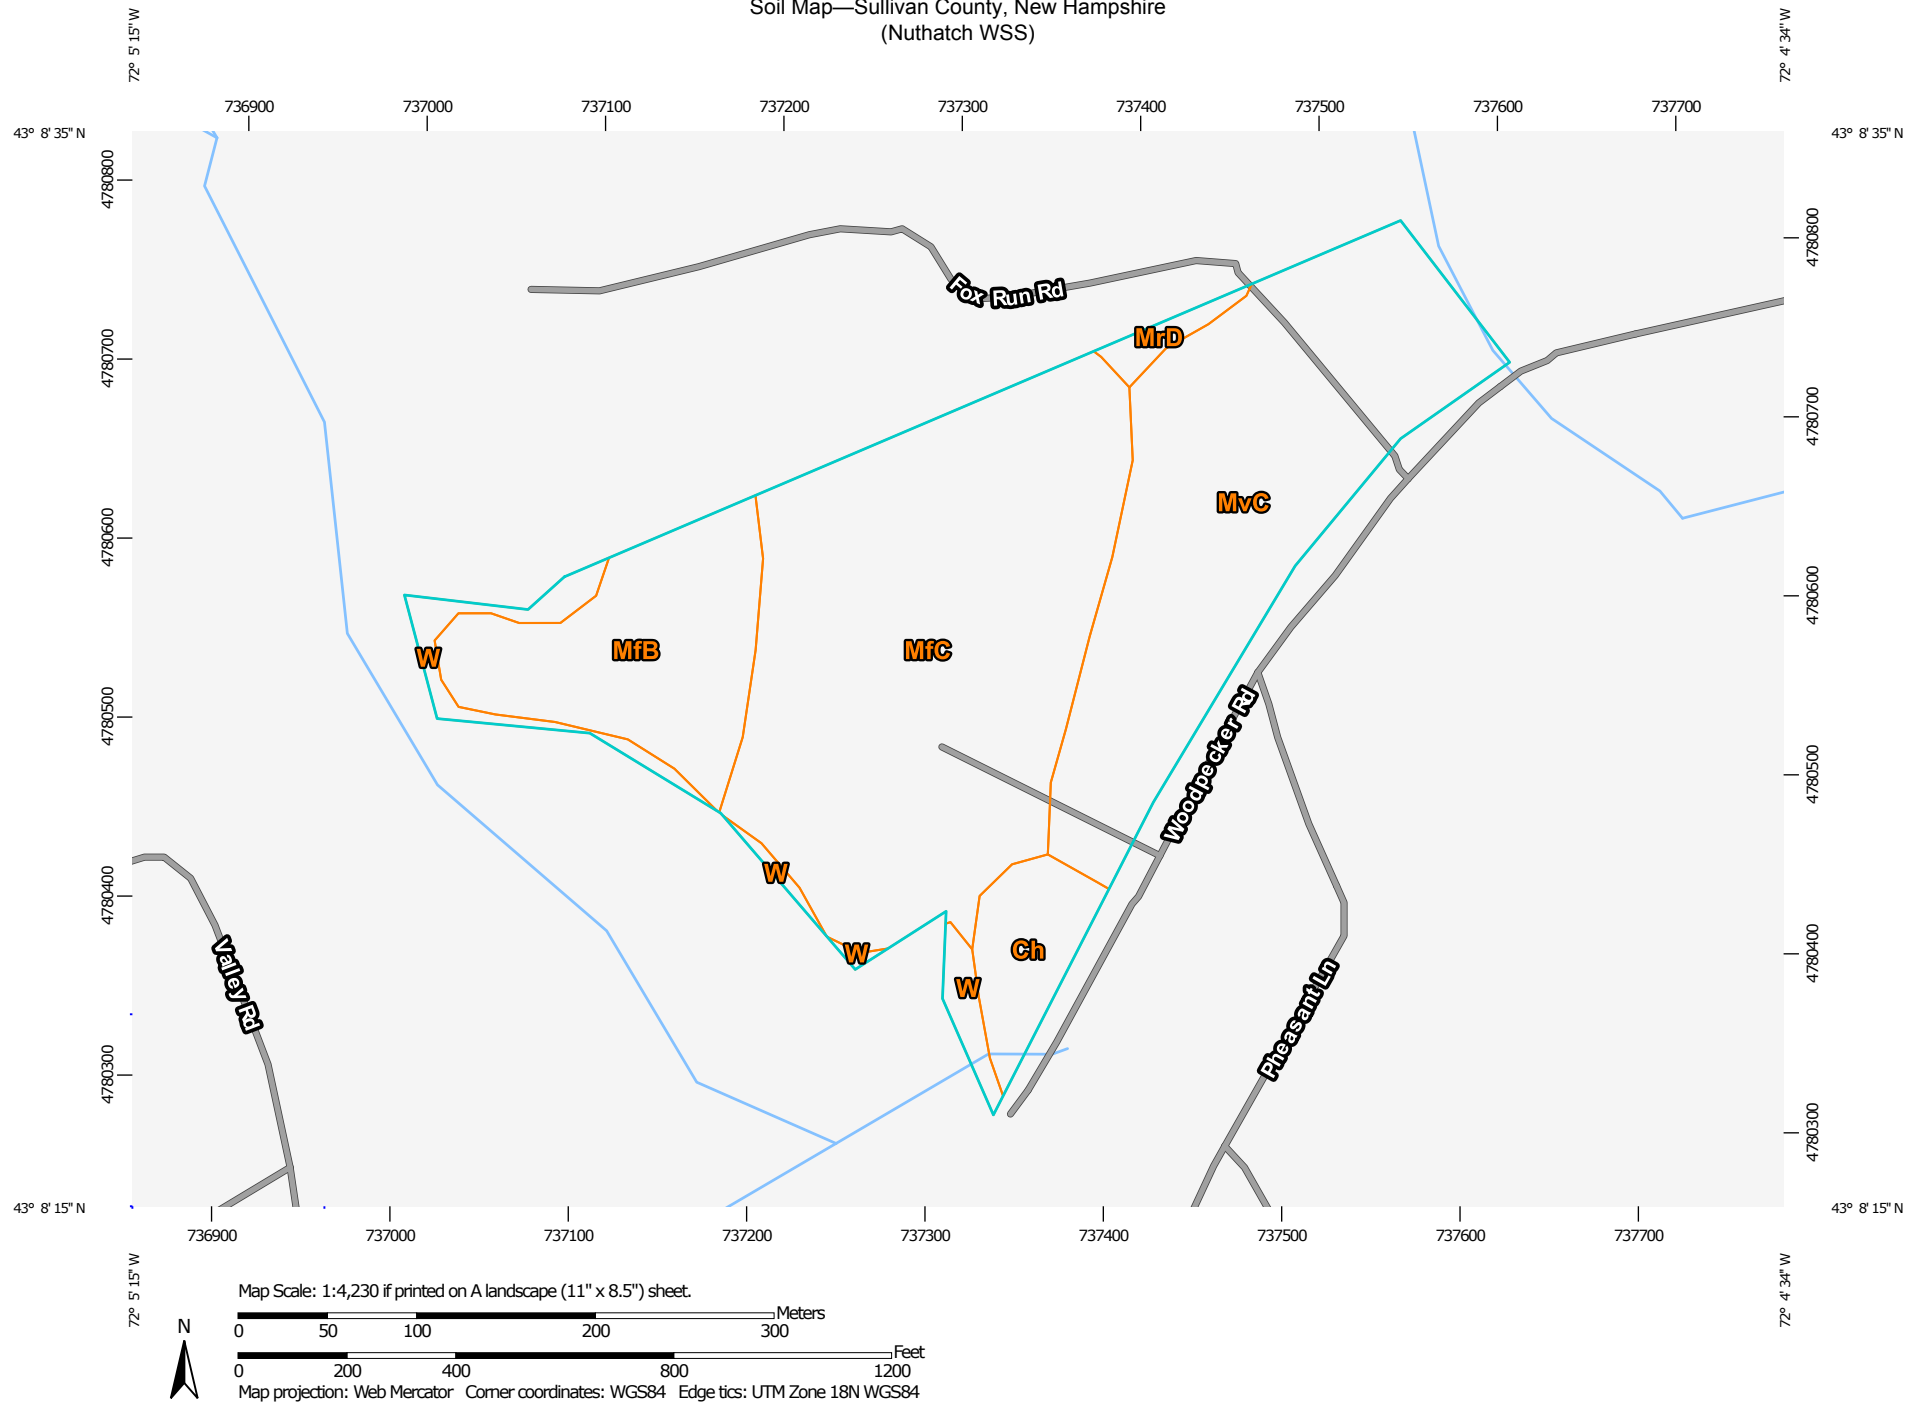 Soil Map—Sullivan County, New Hampshire
(Nuthatch WSS)
72° 5' 15" W
72° 4' 34" W
736900 737000 737100 737200 737300 737400 737500 737600 737700
43° 8' 35" N
43° 8' 35" N
4780800
4780800
Fox Run Rd
MrD
4780700
4780700
MvC
4780600
4780600
W
MfB
MfC
4780500
4780500
Woodpecker Rd
W
4780400
4780400
W
Ch
W
Valley Rd
Pheasant Ln
4780300
4780300
43° 8' 15" N
43° 8' 15" N
736900 737000 737100 737200 737300 737400 737500 737600 737700
72° 5' 15" W
72° 4' 34" W
Map Scale: 1:4,230 if printed on A landscape (11" x 8.5") sheet.
N
Meters
0 50 100 200 300
Feet
0 200 400 800 1200
Map projection: Web Mercator Corner coordinates: WGS84 Edge tics: UTM Zone 18N WGS84